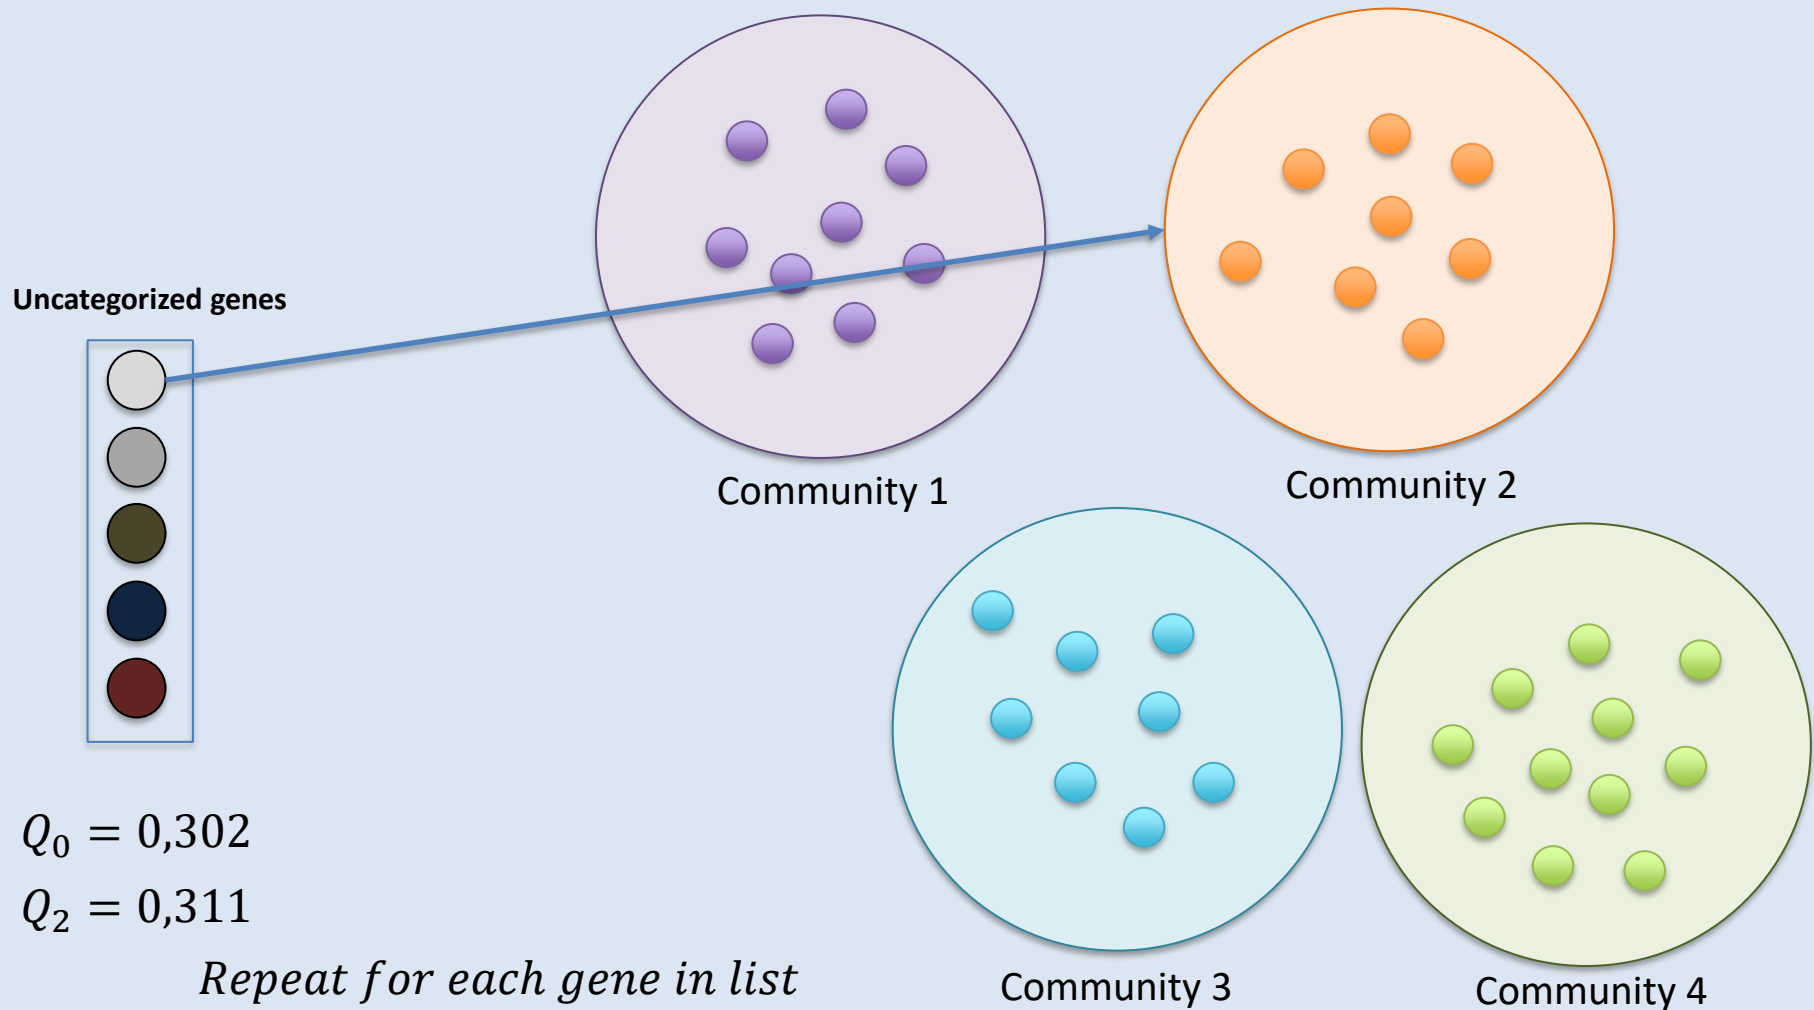 Uncategorized genes
Community 1
Community 2
Community 3
Community 4
Q₀ = 0,302
Q₂ = 0,311
Repeat for each gene in list